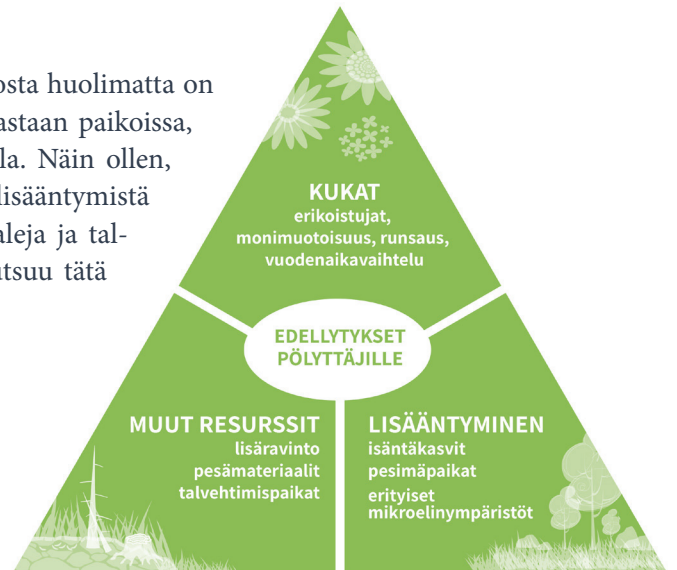 osta huolimatta on
astaan paikoissa,
la. Näin ollen,
lisääntymistä
aleja ja tal-
utsuu tätä
KUKAT
erikoistujat,
monimuotoisuus, runsaus,
vuodenaikavaihtelu
EDELLYTYKSET
PÖLYTTÄJILLE
MUUT RESURSSIT
lisäravinto
pesämateriaalit
talvehtimispaikat
LISÄÄNTYMINEN
isäntäkasvit
pesimäpaikat
erityiset
mikroelinympäristöt